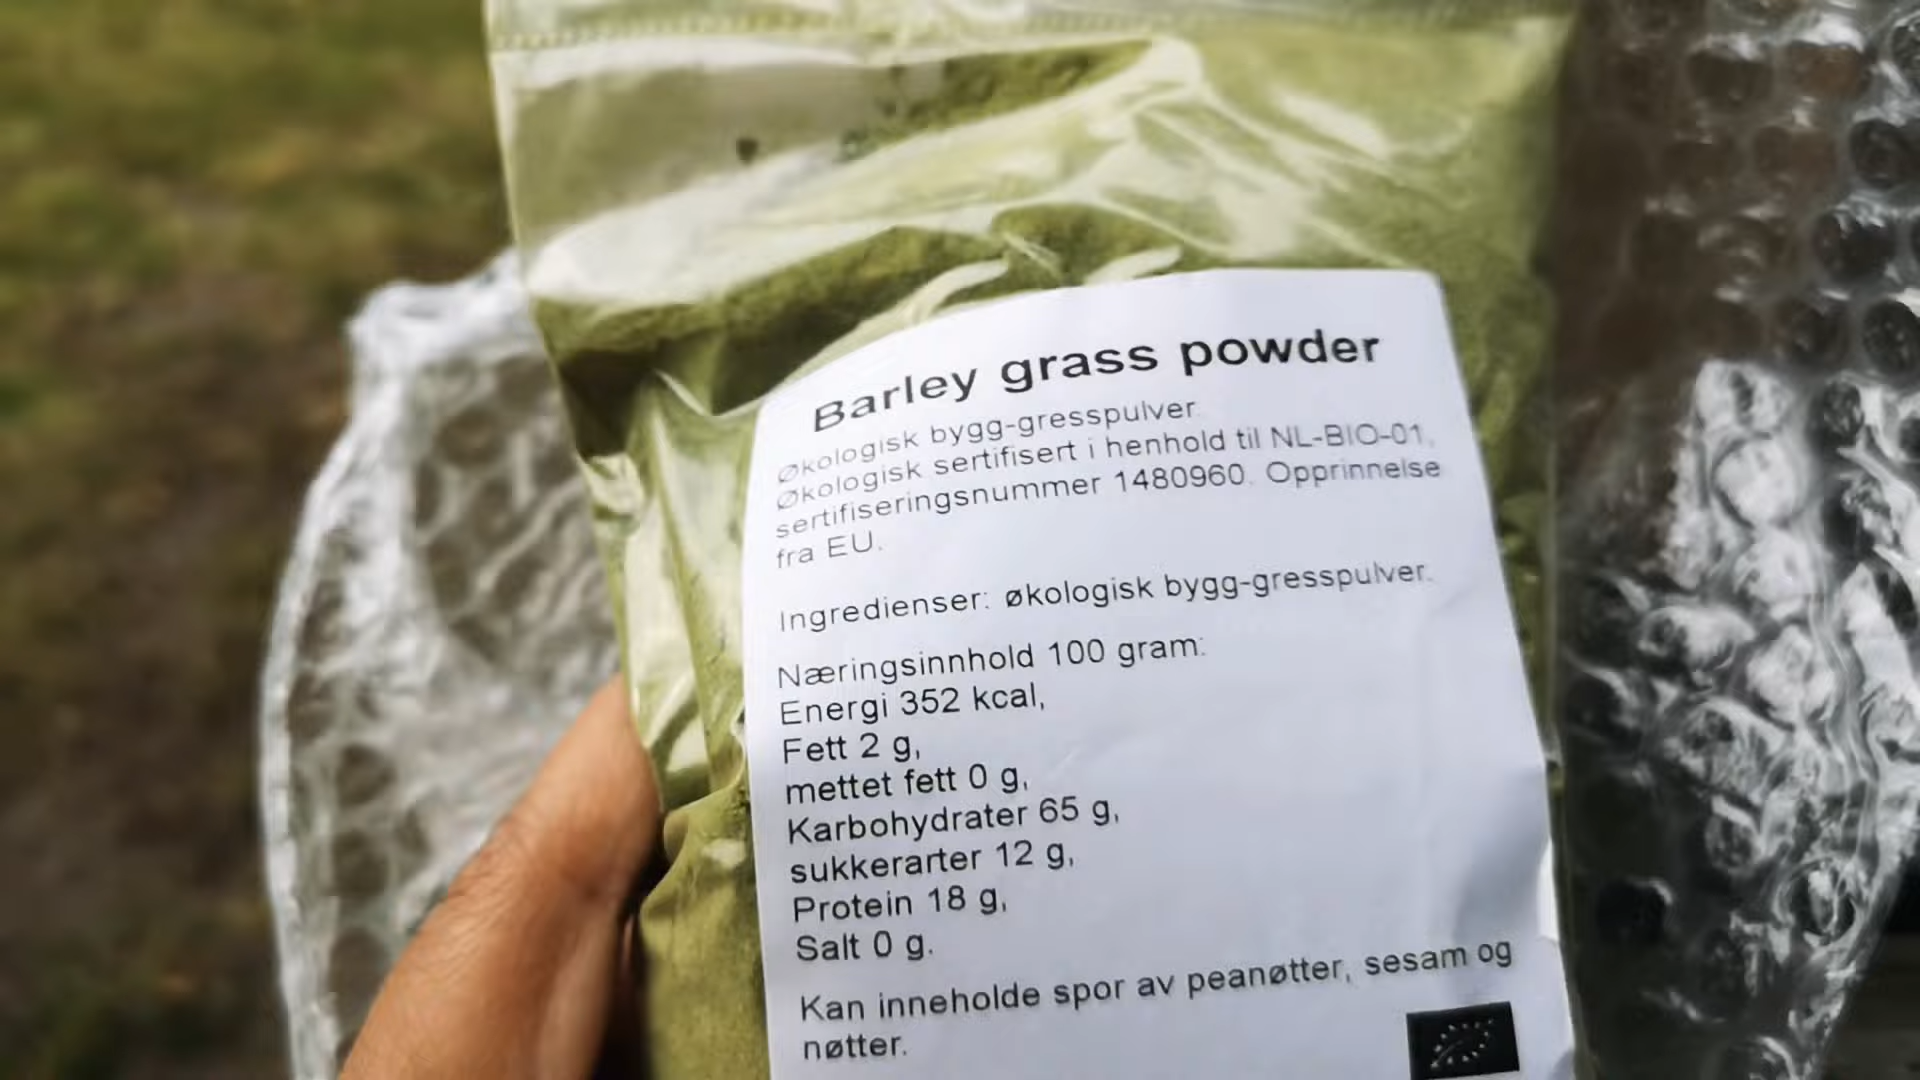 Barley grass powder
Økologisk bygg-gresspulver.
Økologisk sertifisert i henhold til NL-BIO-01,
sertifiseringsnummer 1480960. Opprinnelse
fra EU.
Ingredienser: økologisk bygg-gresspulver.
Næringsinnhold 100 gram:
Energi 352 kcal,
Fett 2 g,
mettet fett 0 g,
Karbohydrater 65 g,
sukkerarter 12 g,
Protein 18 g,
Salt 0 g.
Kan inneholde spor av peanøtter, sesam og
nøtter.